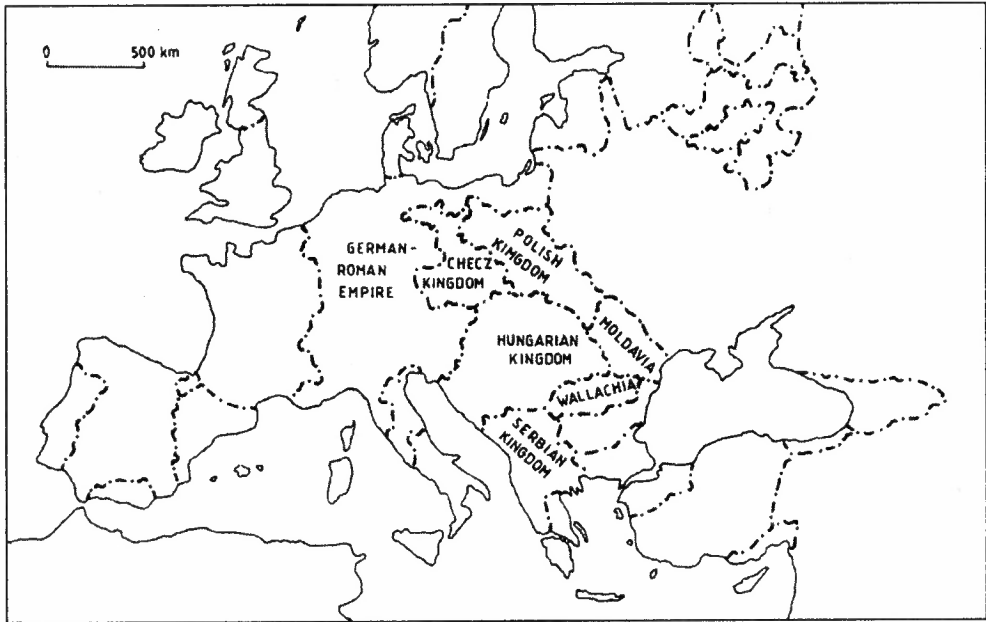 0 500 km
GERMAN-
ROMAN
EMPIRE
CHECZ
KINGDOM
POLISH
KIMGDOM
HUNGARIAN
KINGDOM
MOLDAVIA
WALLACHIA
SERBIAN
KINGDOM